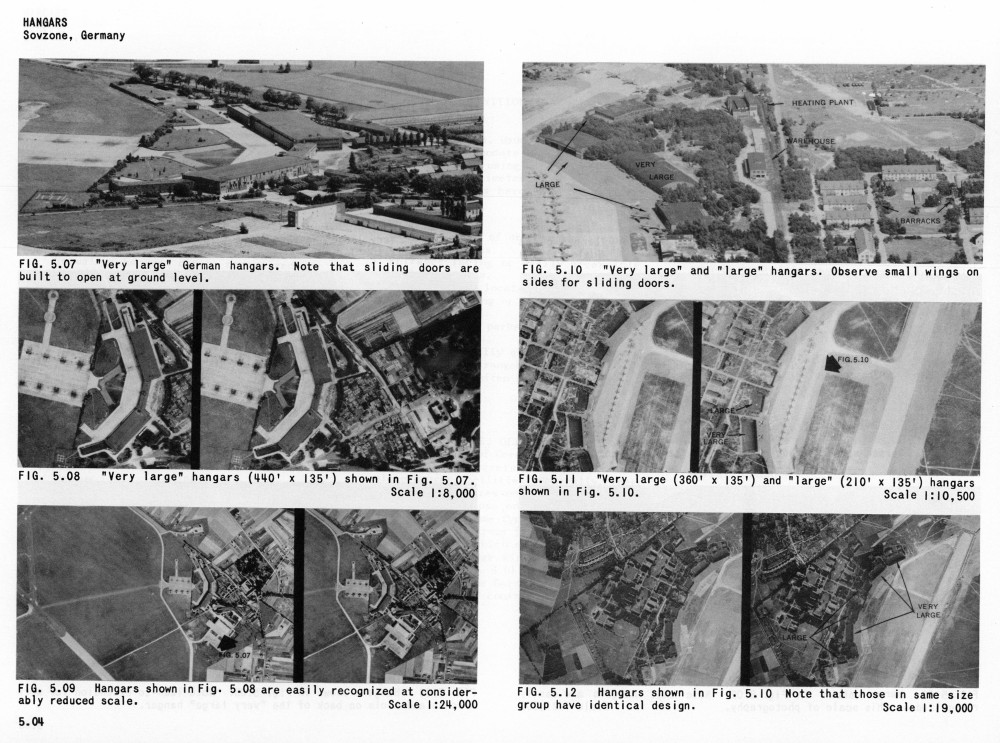 HANGARS
Sovzone, Germany
FIG. 5.07 "Very large" German hangars. Note that sliding doors are
built to open at ground level.
FIG. 5.08 "Very large" hangars (440' x 135') shown in Fig. 5.07.
Scale 1:8,000
FIG. 5.07
FIG. 5.09 Hangars shown in Fig. 5.08 are easily recognized at consider-
ably reduced scale.
Scale 1:24,000
5.04
HEATING PLANT
WAREHOUSE
VERY
LARGE
LARGE
BARRACKS
FIG. 5.10 "Very large" and "large" hangars. Observe small wings on
sides for sliding doors.
FIG. 5.10
LARGE
VERY
LARGE
FIG. 5.11 "Very large (360' x 135') and "large" (210' x 135') hangars
shown in Fig. 5.10.
Scale 1:10,500
VERY
LARGE
LARGE
FIG. 5.12 Hangars shown in Fig. 5.10 Note that those in same size
group have identical design.
Scale 1:19,000